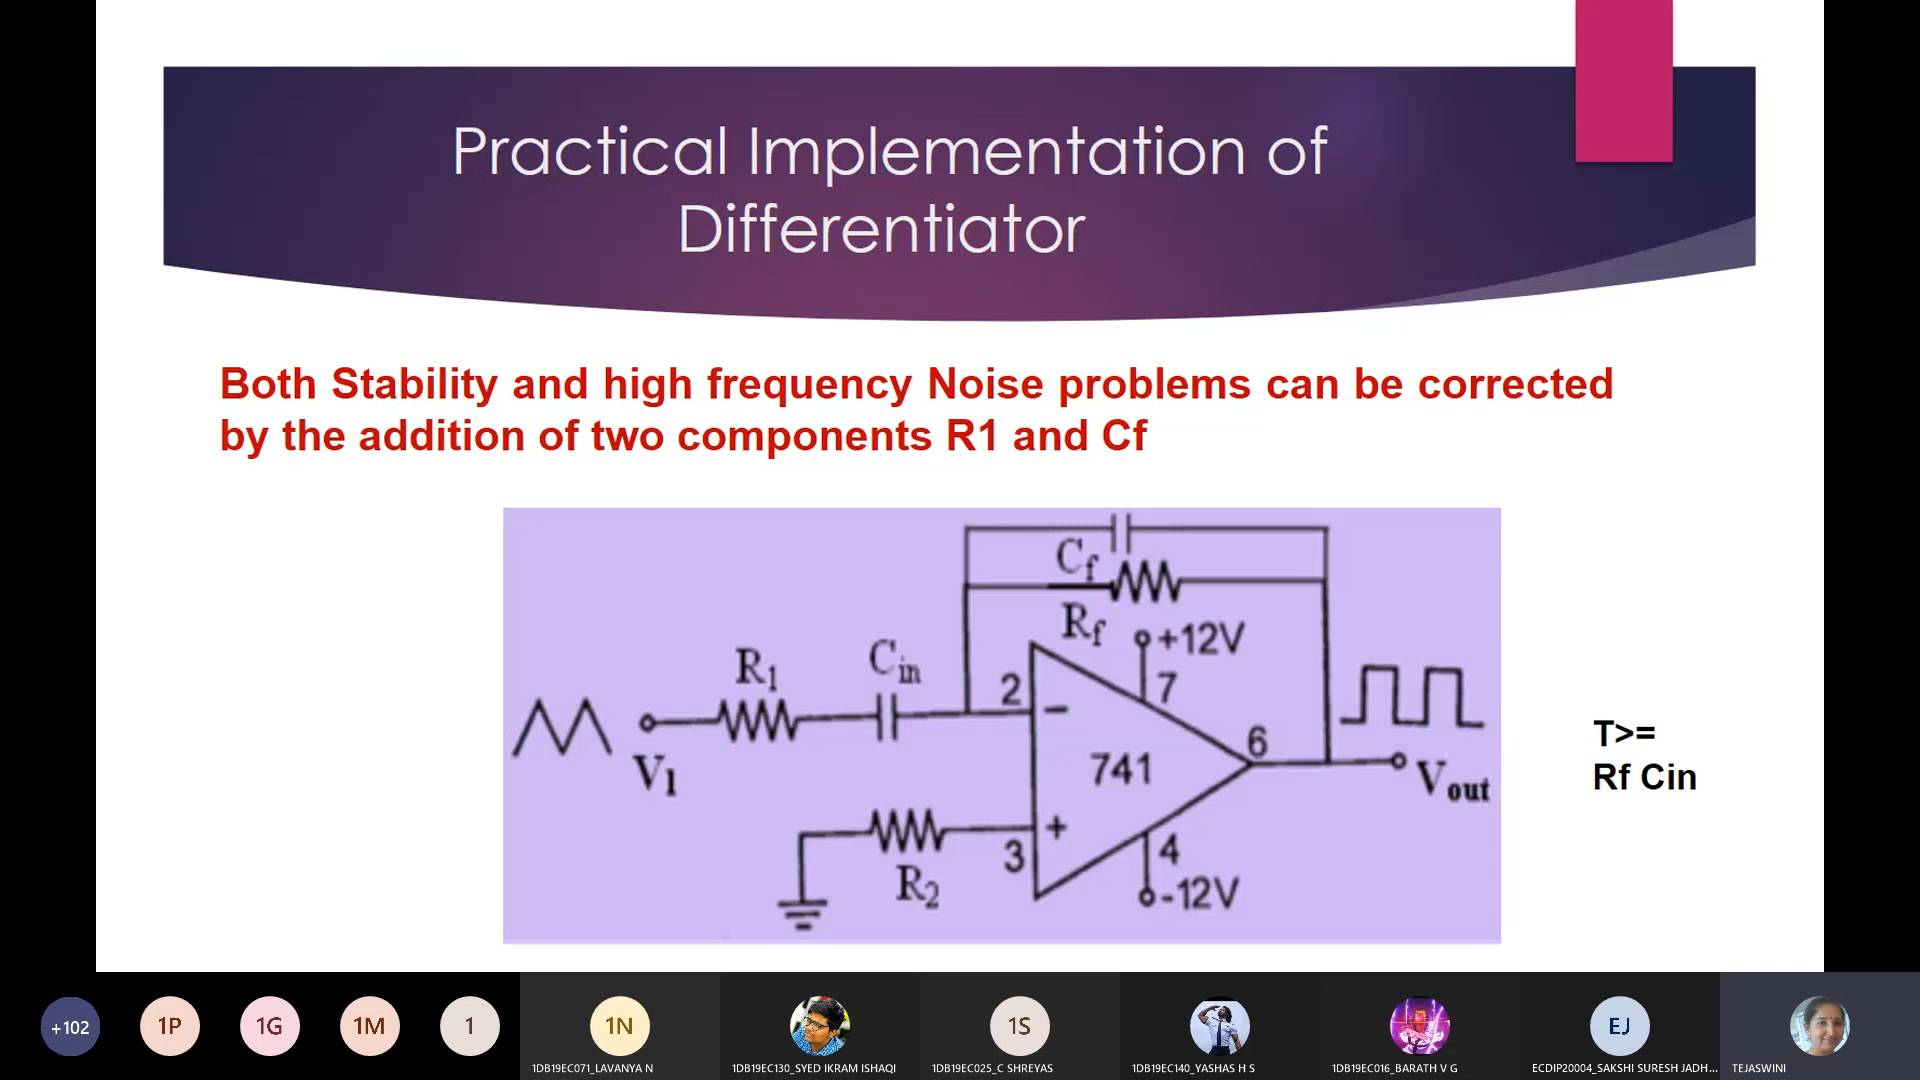 Practical Implementation of
Differentiator
Both Stability and high frequency Noise problems can be corrected
by the addition of two components R1 and Cf
Cf
Rf
+12V
R1
Cin
2
7
−
6
V1
741
Vout
T>=
Rf Cin
+
3
4
R2
-12V
+102
1P
1G
1M
1
1N
1S
EJ
1DB19EC071_LAVANYA N
1DB19EC130_SYED IKRAM ISHAQI
1DB19EC025_C SHREYAS
1DB19EC140_YASHAS H S
1DB19EC016_BARATH V G
ECDIP20004_SAKSHI SURESH JADH...
TEJASWINI